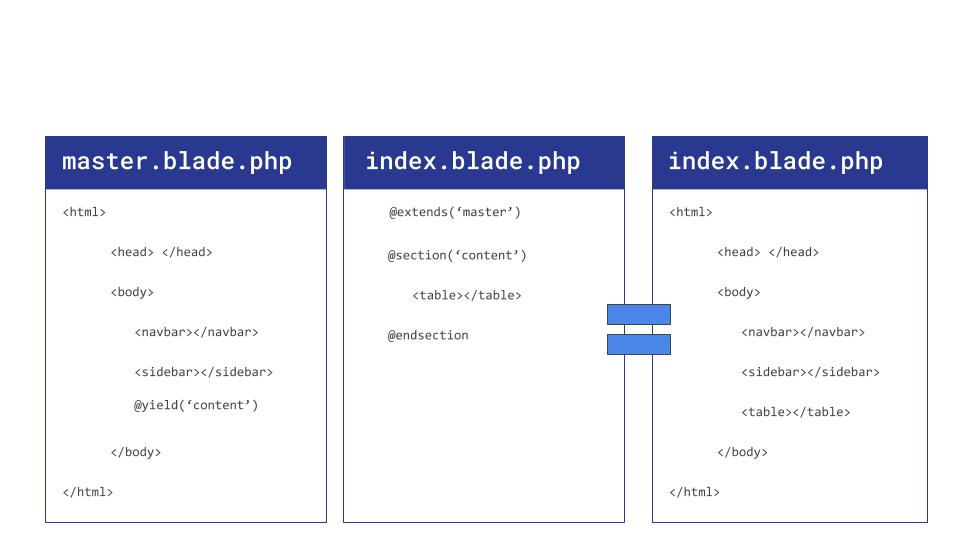 master.blade.php
<html>
<head> </head>
<body>
<navbar></navbar>
<sidebar></sidebar>
@yield(‘content’)
</body>
</html>
index.blade.php
@extends(‘master’)
@section(‘content’)
<table></table>
@endsection
index.blade.php
<html>
<head> </head>
<body>
<navbar></navbar>
<sidebar></sidebar>
<table></table>
</body>
</html>